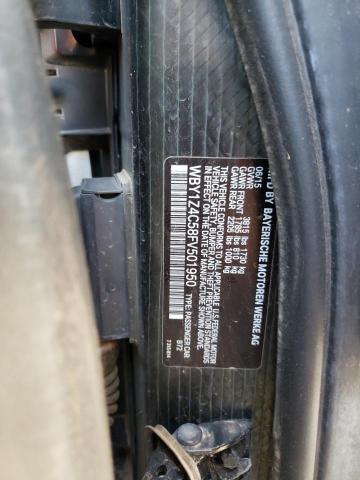 MFD BY BAYERISCHE MOTOREN WERKE AG
06/15
GVWR 3815 lbs 1730 kg
GAWR FRONT 1785 lbs 810 kg
GAWR REAR 2205 lbs 1000 kg
THIS VEHICLE CONFORMS TO ALL APPLICABLE U.S. FEDERAL MOTOR
VEHICLE SAFETY, BUMPER, AND THEFT PREVENTION STANDARDS
IN EFFECT ON THE DATE OF MANUFACTURE SHOWN ABOVE.
WBY1Z4C58FV501950
TYPE: PASSENGER CAR
B72